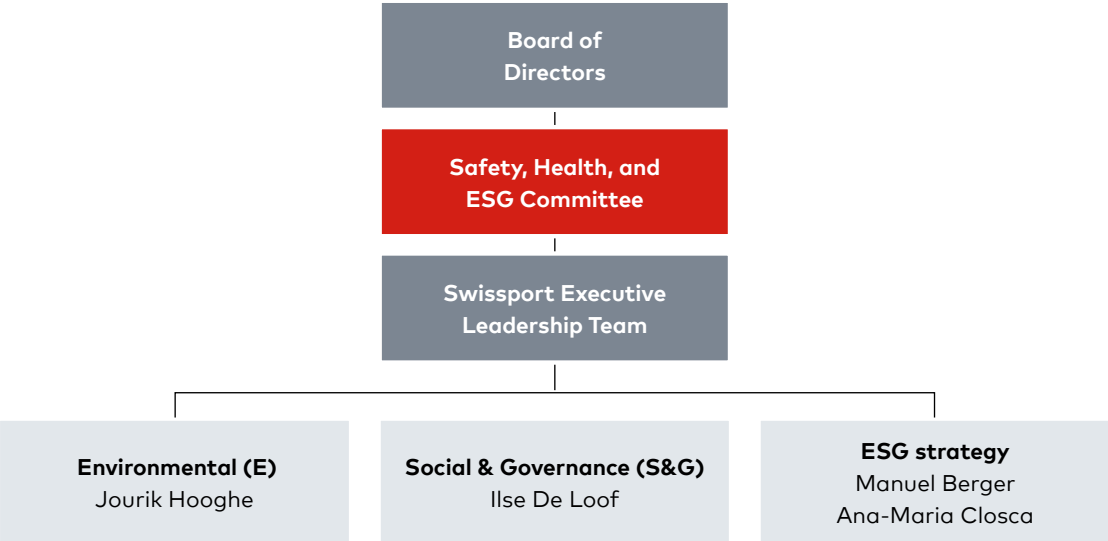 Board of
Directors
Safety, Health, and
ESG Committee
Swissport Executive
Leadership Team
Environmental (E)
Jourik Hooghe
Social & Governance (S&G)
Ilse De Loof
ESG strategy
Manuel Berger
Ana-Maria Closca